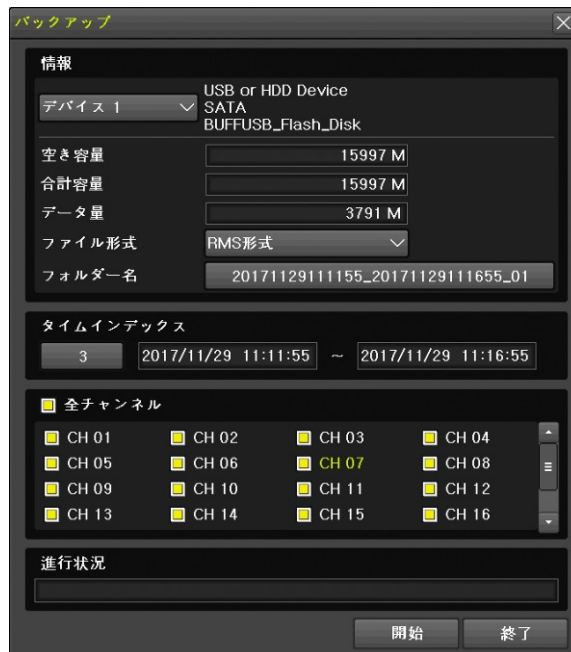 バックアップ
情報
デバイス 1
USB or HDD Device
SATA
BUFFUSB_Flash_Disk
空き容量 15997 M
合計容量 15997 M
データ量 3791 M
ファイル形式 RMS形式
フォルダー名 20171129111155_20171129111655_01
タイムインデックス
3 2017/11/29 11:11:55 ~ 2017/11/29 11:16:55
全チャンネル
CH 01 CH 02 CH 03 CH 04
CH 05 CH 06 CH 07 CH 08
CH 09 CH 10 CH 11 CH 12
CH 13 CH 14 CH 15 CH 16
進行状況
開始 終了